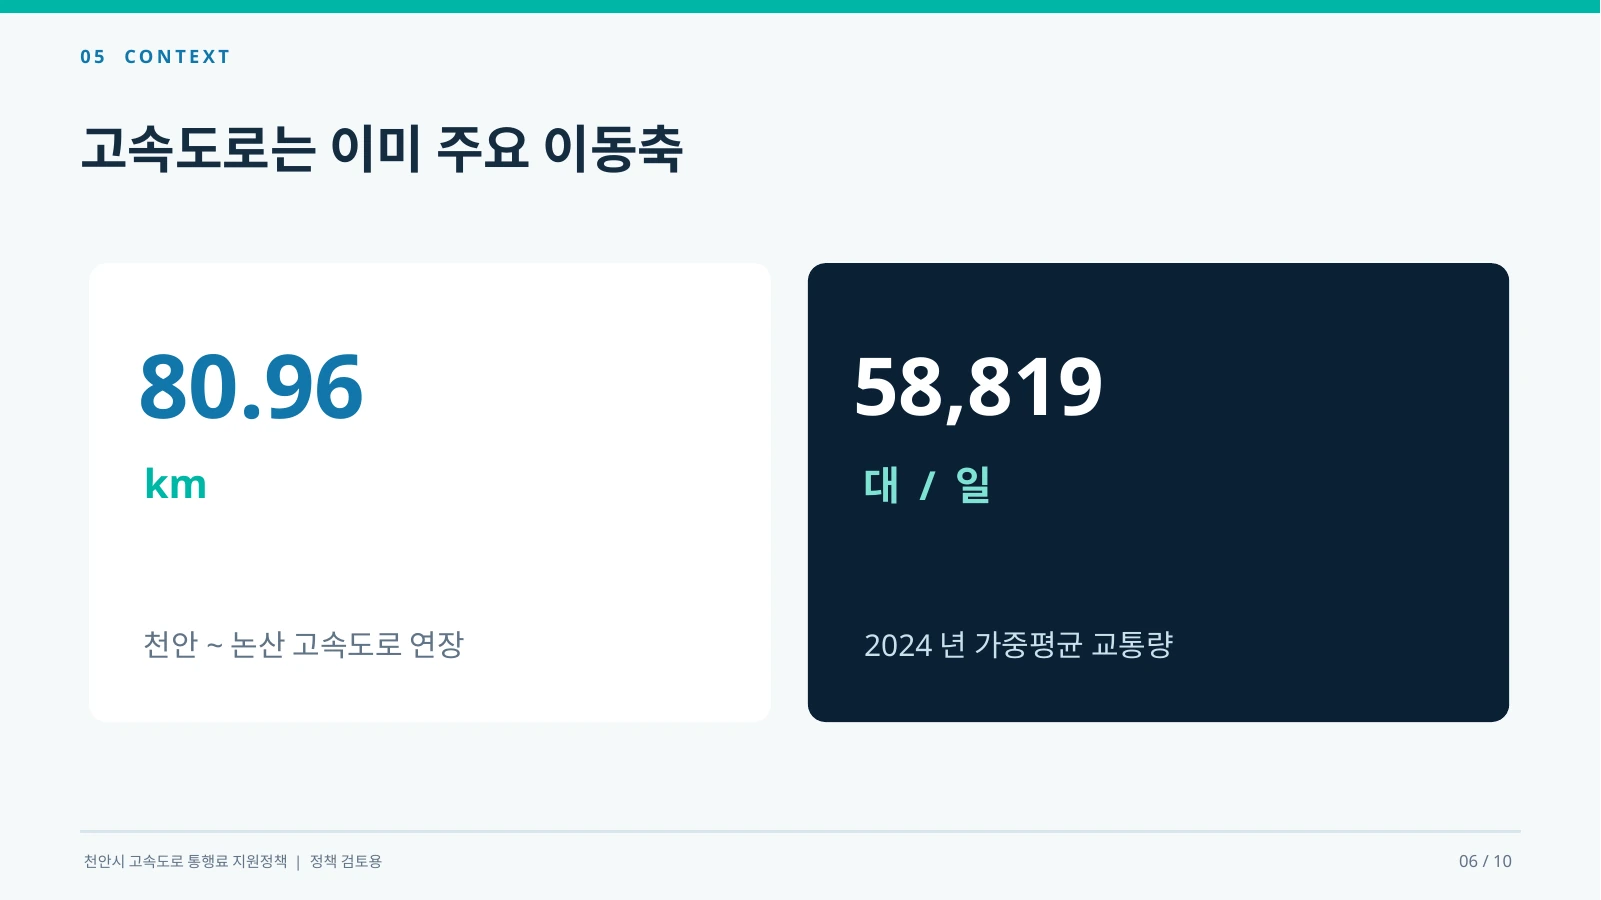 05 CONTEXT
고속도로는 이미 주요 이동축
80.96
km
천안 ~ 논산 고속도로 연장
58,819
대 / 일
2024 년 가중평균 교통량
천안시 고속도로 통행료 지원정책 | 정책 검토용
06 / 10